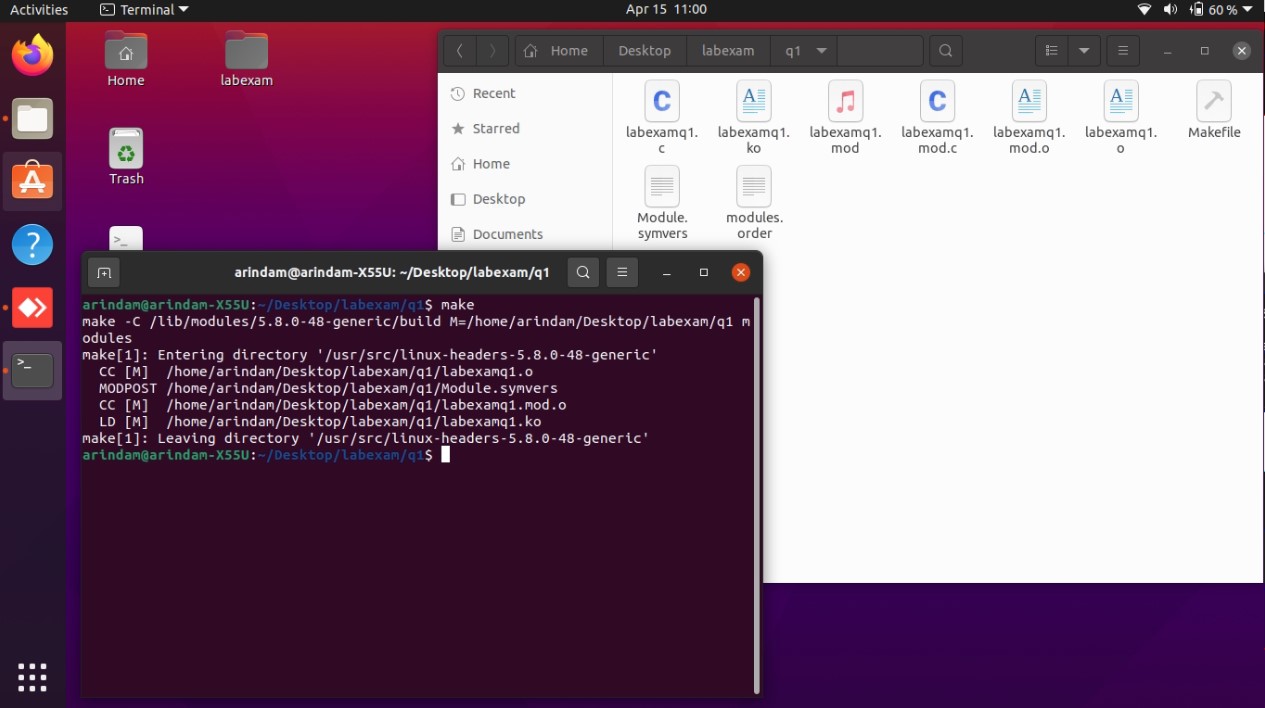 Activities
Terminal
Apr 15 11:00
60 %
Home
labexam
Trash
Home
Desktop
labexam
q1
Recent
Starred
Home
Desktop
Documents
labexamq1.
c
labexamq1.
ko
labexamq1.
mod
labexamq1.
mod.c
labexamq1.
mod.o
labexamq1.
o
Makefile
Module.
symvers
modules.
order
arindam@arindam-X55U: ~/Desktop/labexam/q1
arindam@arindam-X55U:~/Desktop/labexam/q1$ make
make -C /lib/modules/5.8.0-48-generic/build M=/home/arindam/Desktop/labexam/q1 m
odules
make[1]: Entering directory '/usr/src/linux-headers-5.8.0-48-generic'
CC [M]  /home/arindam/Desktop/labexam/q1/labexamq1.o
MODPOST /home/arindam/Desktop/labexam/q1/Module.symvers
CC [M]  /home/arindam/Desktop/labexam/q1/labexamq1.mod.o
LD [M]  /home/arindam/Desktop/labexam/q1/labexamq1.ko
make[1]: Leaving directory '/usr/src/linux-headers-5.8.0-48-generic'
arindam@arindam-X55U:~/Desktop/labexam/q1$